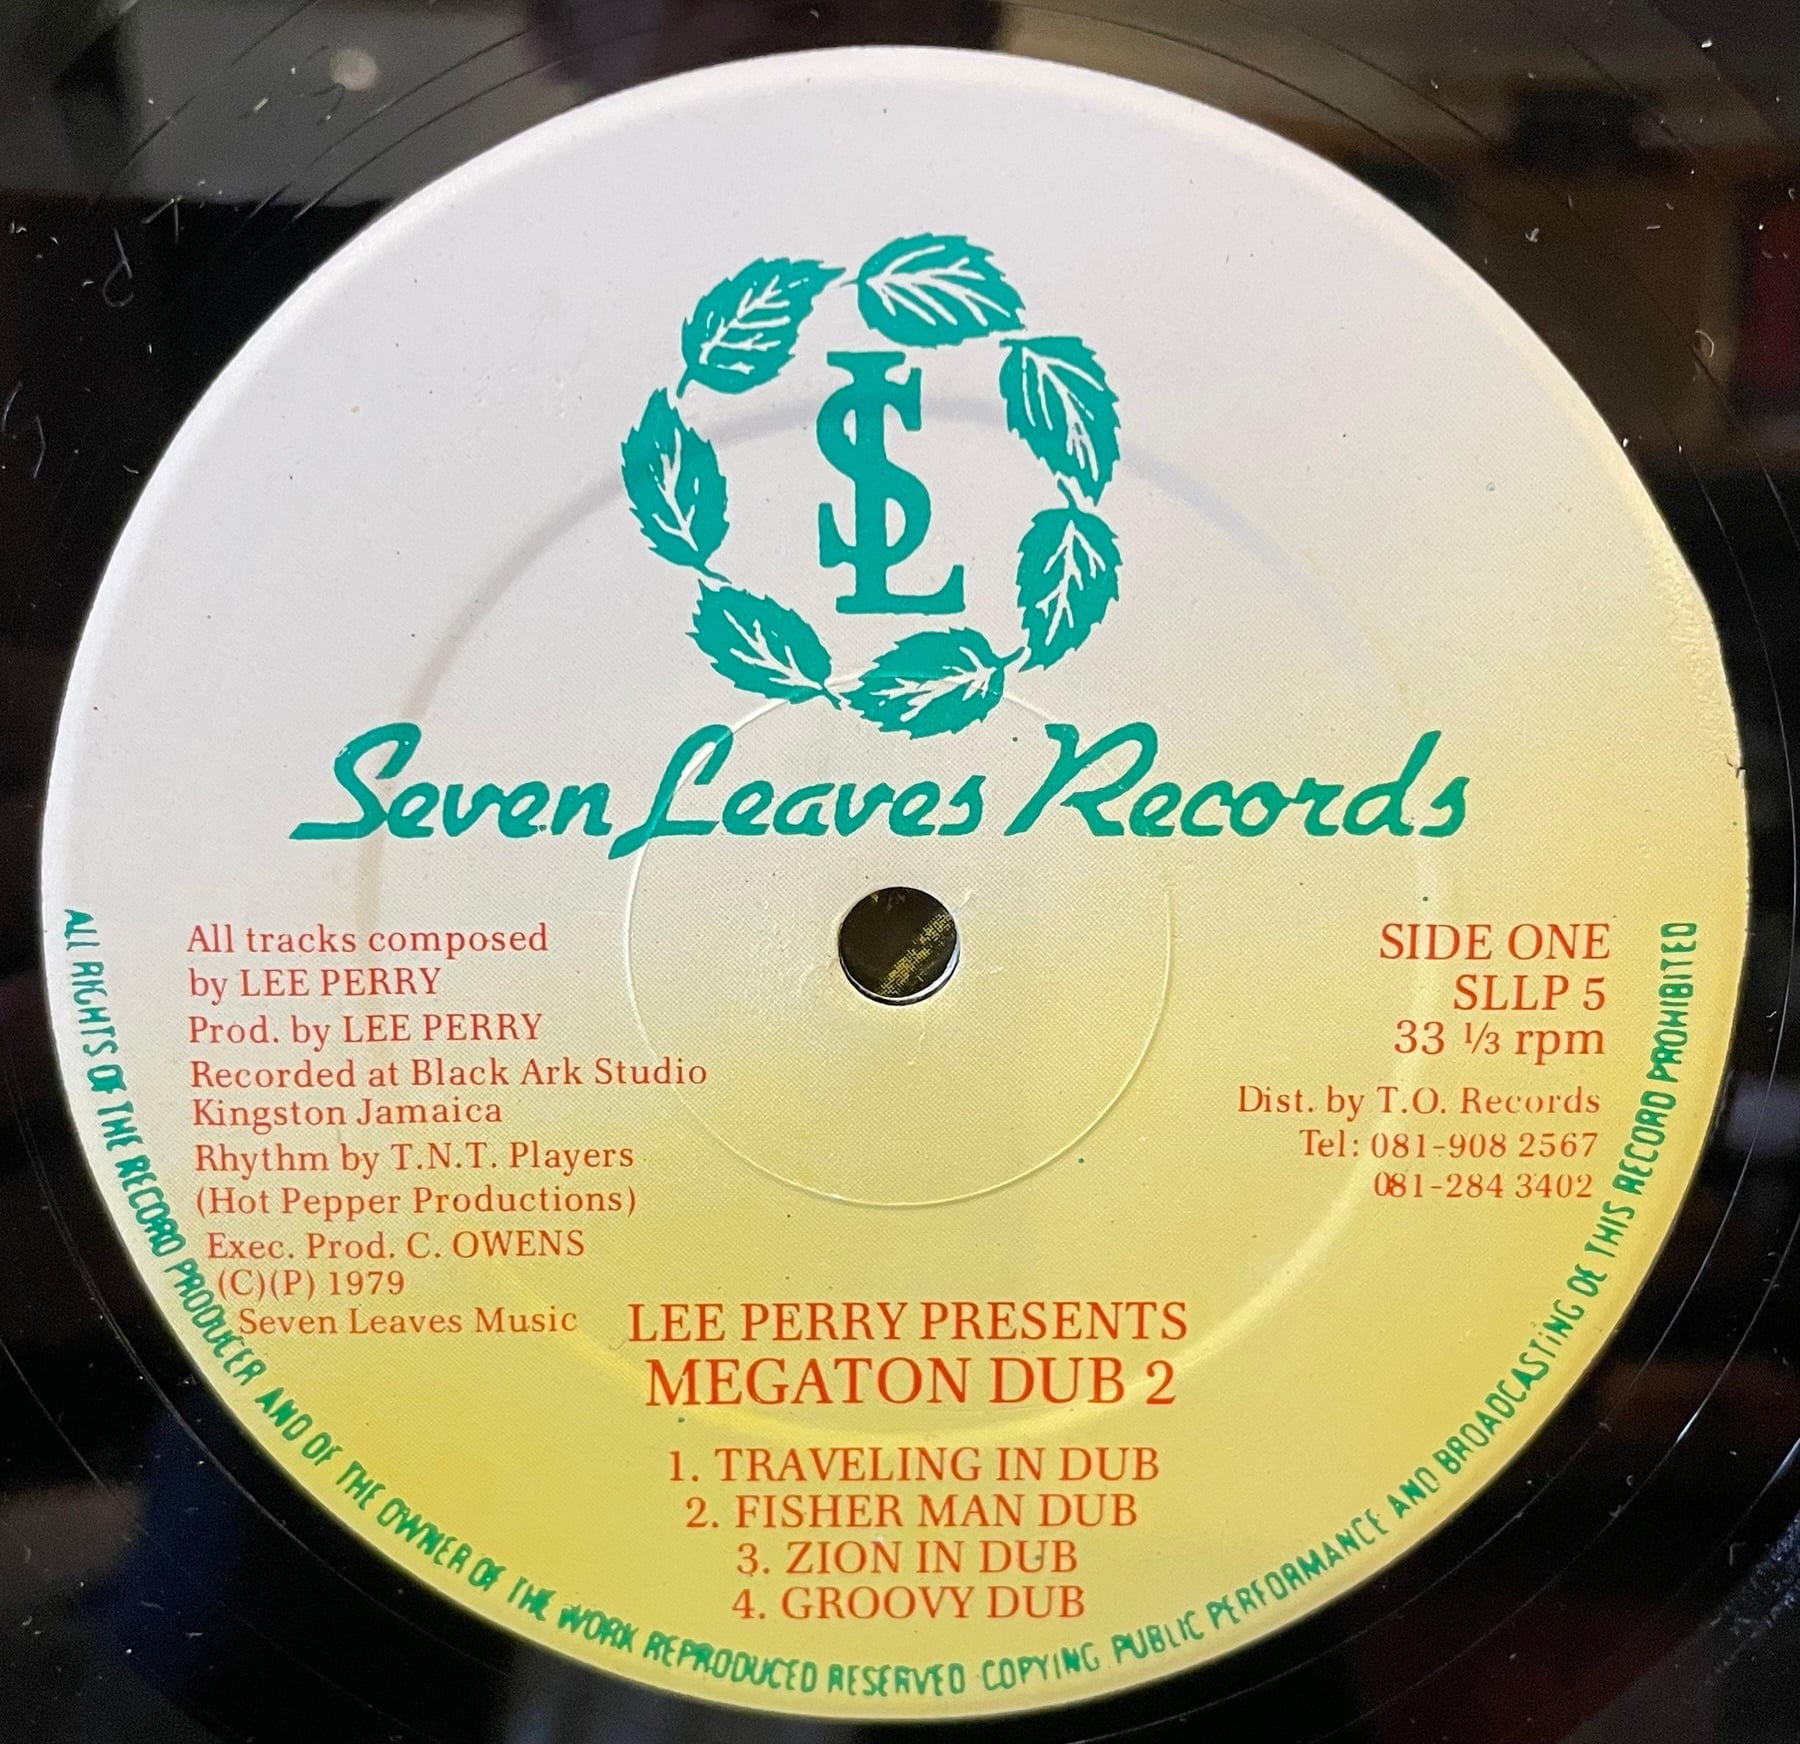 SL
Seven Leaves Records
All tracks composed
by LEE PERRY
Prod. by LEE PERRY
Recorded at Black Ark Studio
Kingston Jamaica
Rhythm by T.N.T. Players
(Hot Pepper Productions)
Exec. Prod. C. OWENS
(C)(P) 1979
Seven Leaves Music
SIDE ONE
SLLP 5
33 1/3 rpm
Dist. by T.O. Records
Tel: 081-908 2567
081-284 3402
LEE PERRY PRESENTS
MEGATON DUB 2
1. TRAVELING IN DUB
2. FISHER MAN DUB
3. ZION IN DUB
4. GROOVY DUB
ALL RIGHTS OF THE RECORD PRODUCER AND OF THE OWNER OF THE WORK REPRODUCED RESERVED COPYING PUBLIC PERFORMANCE AND BROADCASTING OF THIS RECORD PROHIBITED